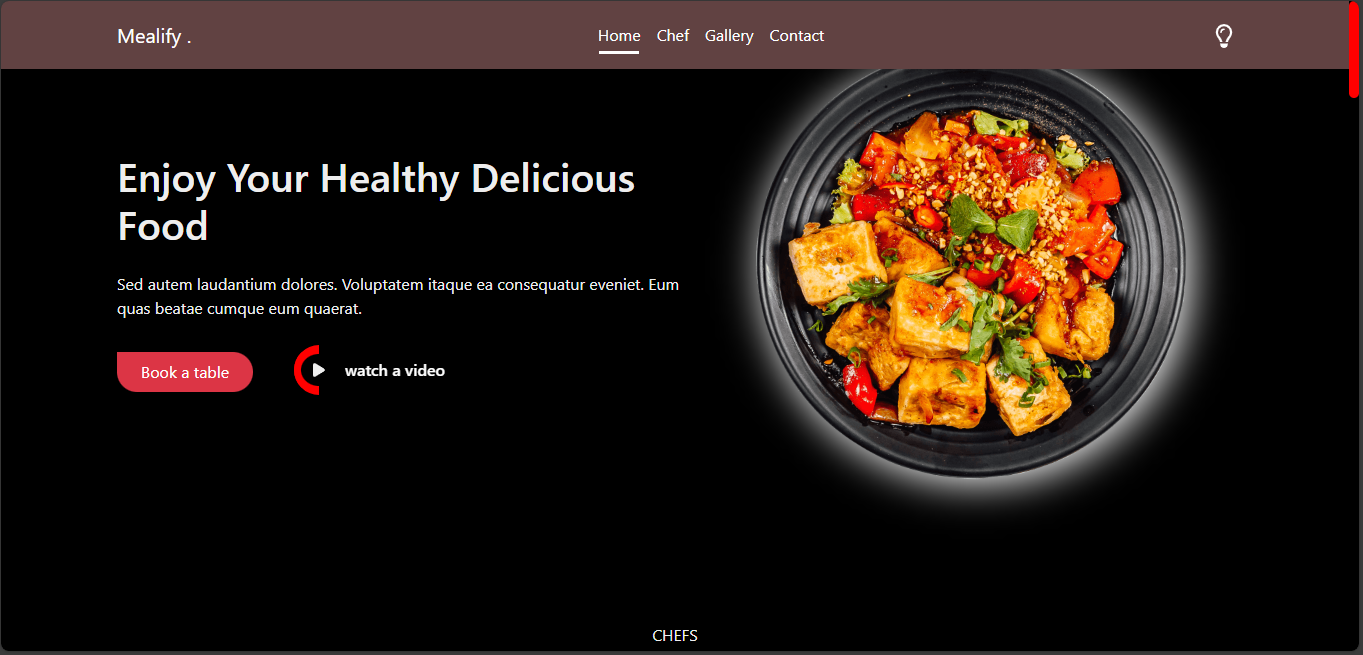 Mealify .
Home Chef Gallery Contact
Enjoy Your Healthy Delicious
Food
Sed autem laudantium dolores. Voluptatem itaque ea consequatur eveniet. Eum
quas beatae cumque eum quaerat.
Book a table
watch a video
CHEFS